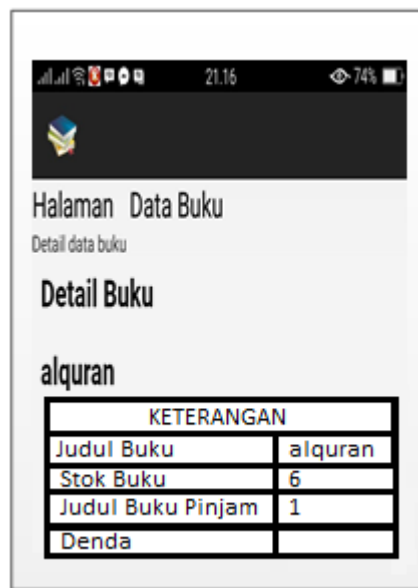 21.16 74%
Halaman Data Buku
Detail data buku
Detail Buku
alquran
KETERANGAN
Judul Buku alquran
Stok Buku 6
Judul Buku Pinjam 1
Denda